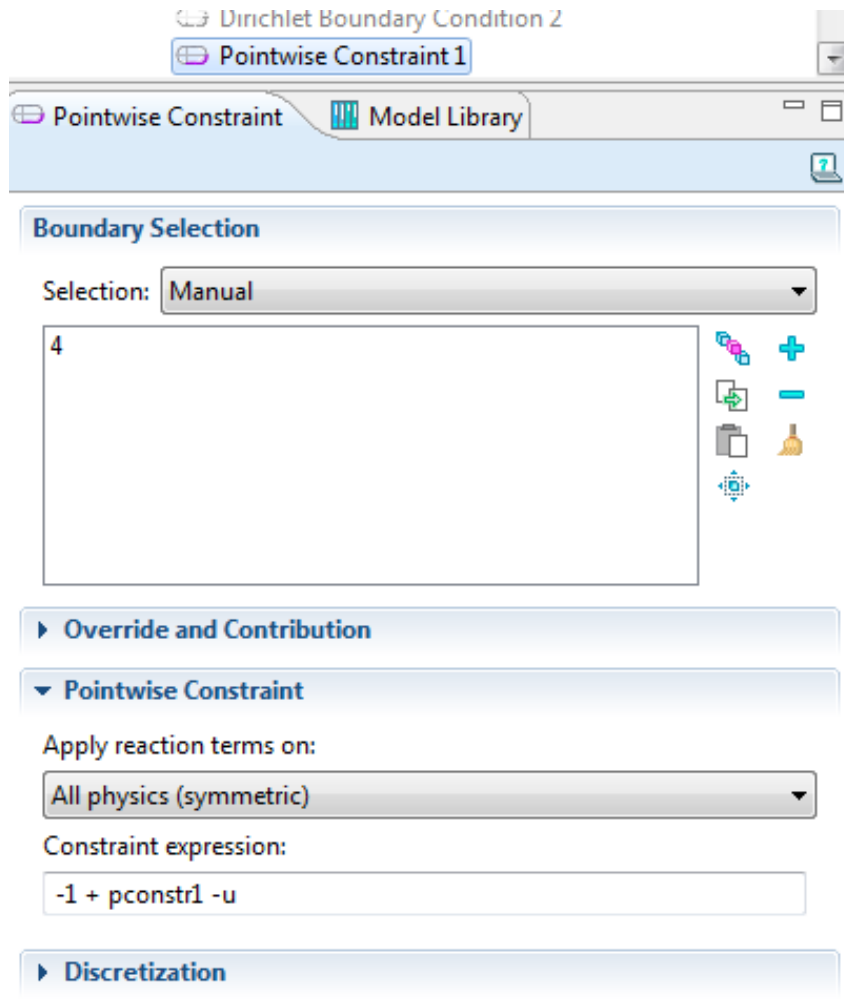 Dirichlet Boundary Condition 2
Pointwise Constraint 1
Pointwise Constraint
Model Library
Boundary Selection
Selection: Manual
4
Override and Contribution
Pointwise Constraint
Apply reaction terms on:
All physics (symmetric)
Constraint expression:
-1 + pconstr1 -u
Discretization